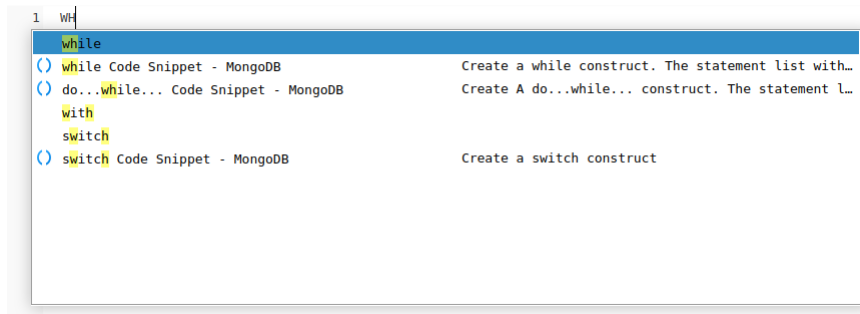 1 WH
while
while Code Snippet - MongoDB Create a while construct. The statement list with…
do...while... Code Snippet - MongoDB Create A do...while... construct. The statement l…
with
switch
switch Code Snippet - MongoDB Create a switch construct